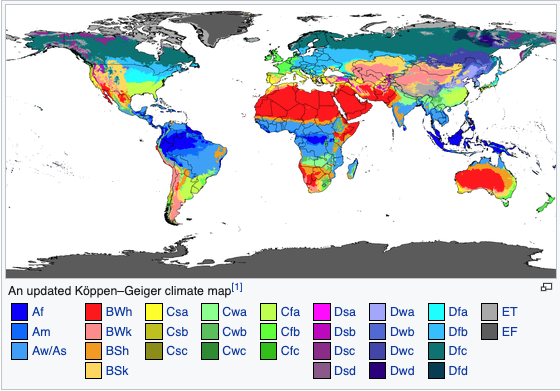 An updated Köppen–Geiger climate map[1]
Af BWh Csa Cwa Cfa Dsa Dwa Dfa ET
Am BWk Csb Cwb Cfb Dsb Dwb Dfb EF
Aw/As BSh Csc Cwc Cfc Dsc Dwc Dfc
BSk Dsd Dwd Dfd